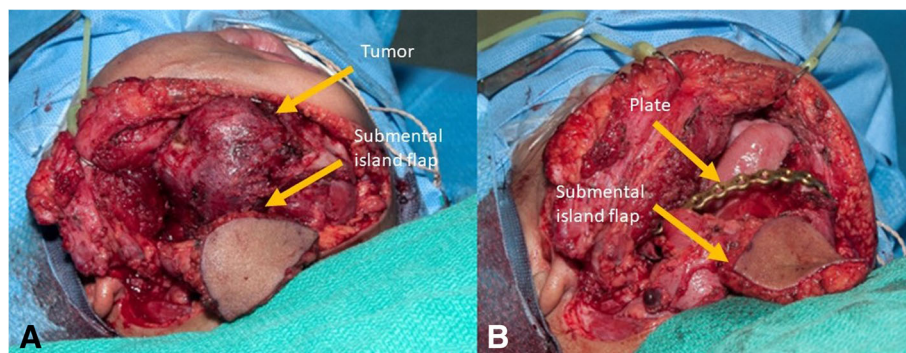 Tumor
Submental
island flap
A
Plate
Submental
island flap
B